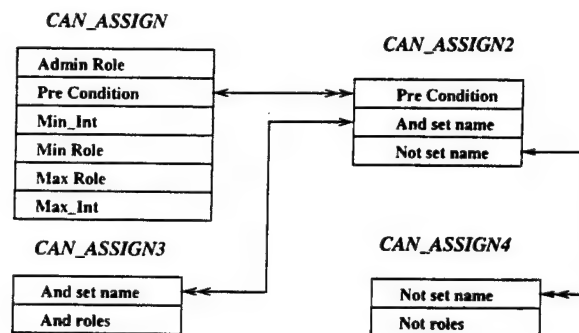 CAN_ASSIGN
Admin Role
Pre Condition
Min_Int
Min Role
Max Role
Max_Int
CAN_ASSIGN2
Pre Condition
And set name
Not set name
CAN_ASSIGN3
And set name
And roles
CAN_ASSIGN4
Not set name
Not roles